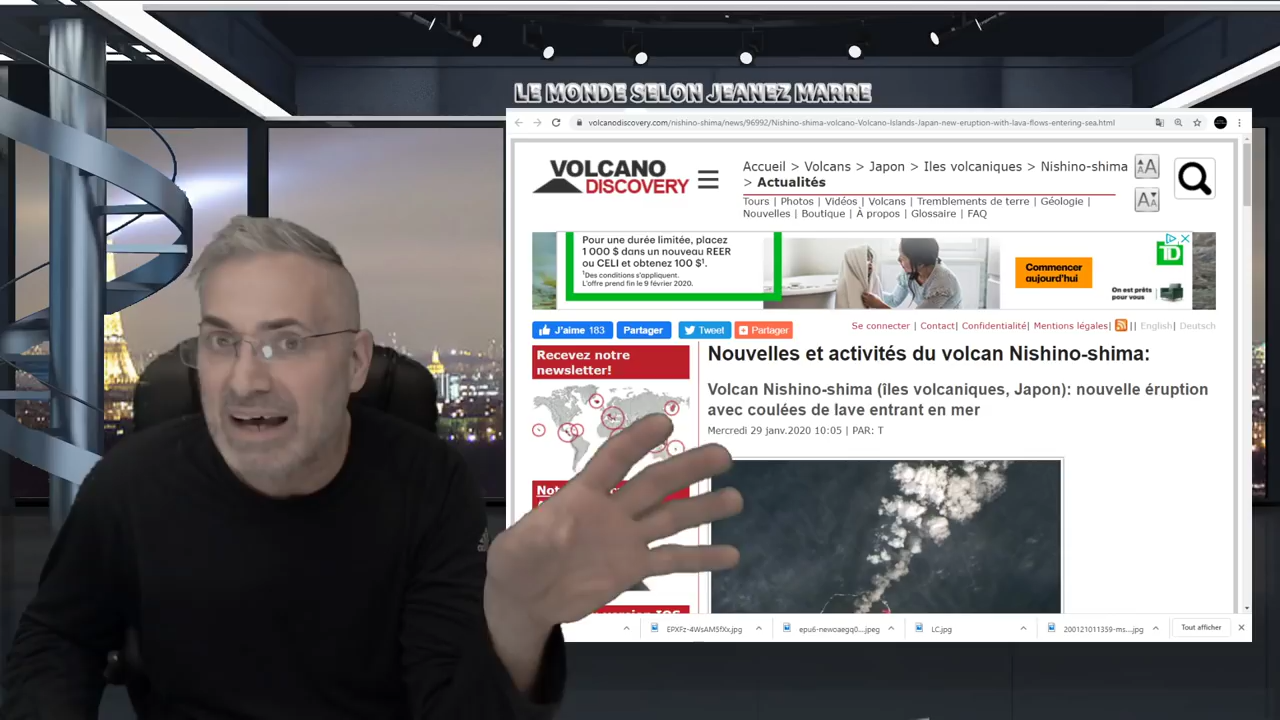 LE MONDE SELON JEANEZ MARRE
volcanodiscovery.com/nishino-shima/news/96992/Nishino-shima-volcano-Volcano-Islands-Japan-new-eruption-with-lava-flows-entering-sea.html
VOLCANO
DISCOVERY
Accueil > Volcans > Japon > Iles volcaniques > Nishino-shima
> Actualités
Tours | Photos | Vidéos | Volcans | Tremblements de terre | Géologie |
Nouvelles | Boutique | À propos | Glossaire | FAQ
AA
AA
Pour une durée limitée, placez
1 000 $ dans un nouveau REER
ou CELI et obtenez 100 $¹.
¹Des conditions s'appliquent.
L'offre prend fin le 9 février 2020.
Commencer
aujourd'hui
TD
On est prêts
pour vous
J'aime 183
Partager
Tweet
Partager
Se connecter | Contact| Confidentialité| Mentions légales| || English| Deutsch
Recevez notre
newsletter!
Nouvelles et activités du volcan Nishino-shima:
Volcan Nishino-shima (îles volcaniques, Japon): nouvelle éruption
avec coulées de lave entrant en mer
Mercredi 29 janv.2020 10:05 | PAR: T
EPXFz-4WsAM5fXx.jpg
epu6-newoaegq0....jpeg
LC.jpg
200121011359-ms....jpg
Tout afficher